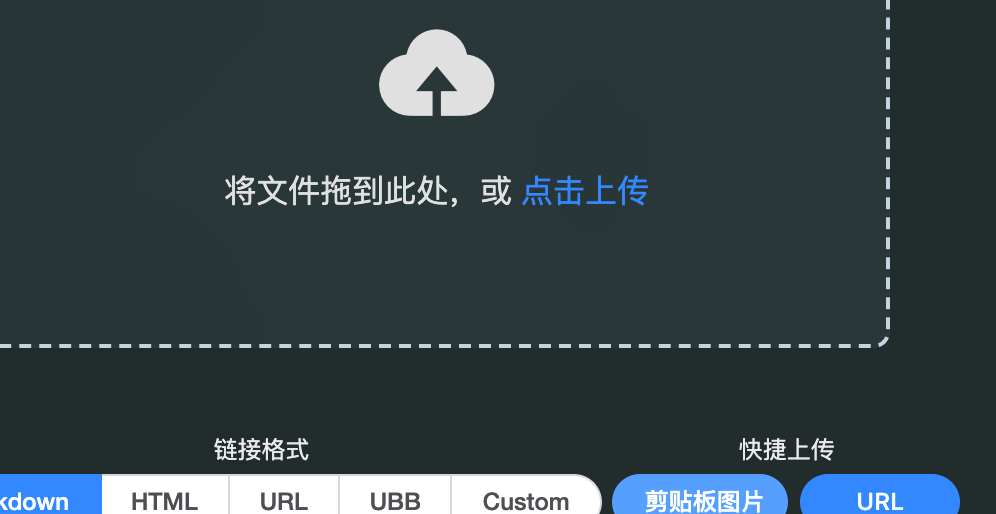 将文件拖到此处，或 点击上传
链接格式
快捷上传
kdown
HTML
URL
UBB
Custom
剪贴板图片
URL